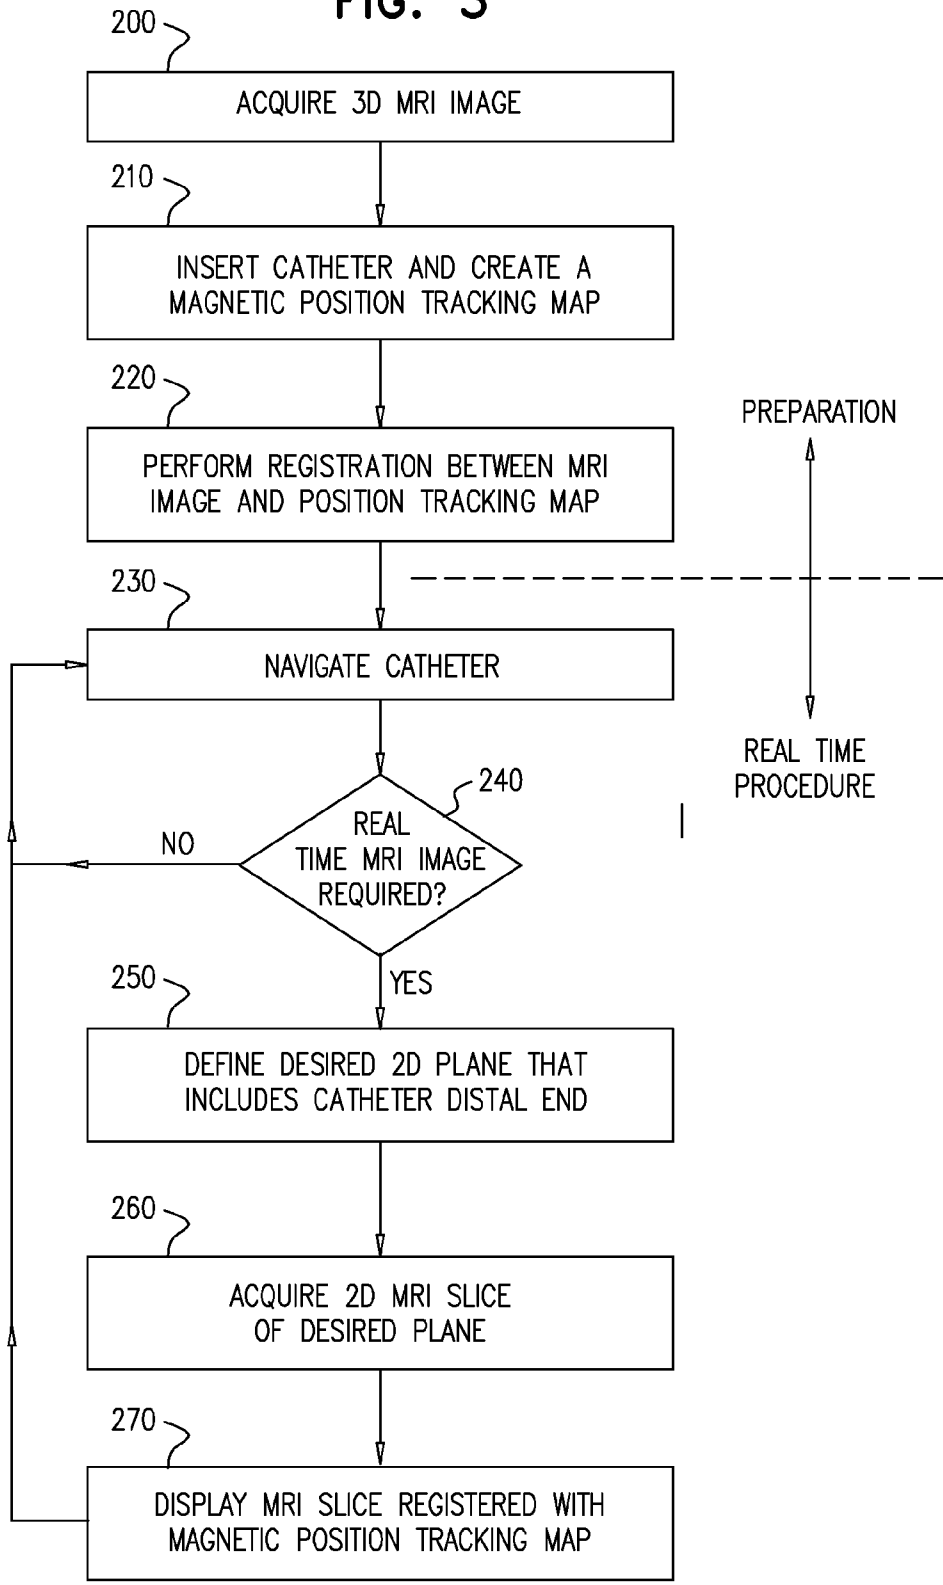 FIG. 3
200
ACQUIRE 3D MRI IMAGE
210
INSERT CATHETER AND CREATE A
MAGNETIC POSITION TRACKING MAP
220
PERFORM REGISTRATION BETWEEN MRI
IMAGE AND POSITION TRACKING MAP
PREPARATION
230
NAVIGATE CATHETER
REAL TIME
PROCEDURE
240
REAL
TIME MRI IMAGE
REQUIRED?
NO
YES
250
DEFINE DESIRED 2D PLANE THAT
INCLUDES CATHETER DISTAL END
260
ACQUIRE 2D MRI SLICE
OF DESIRED PLANE
270
DISPLAY MRI SLICE REGISTERED WITH
MAGNETIC POSITION TRACKING MAP